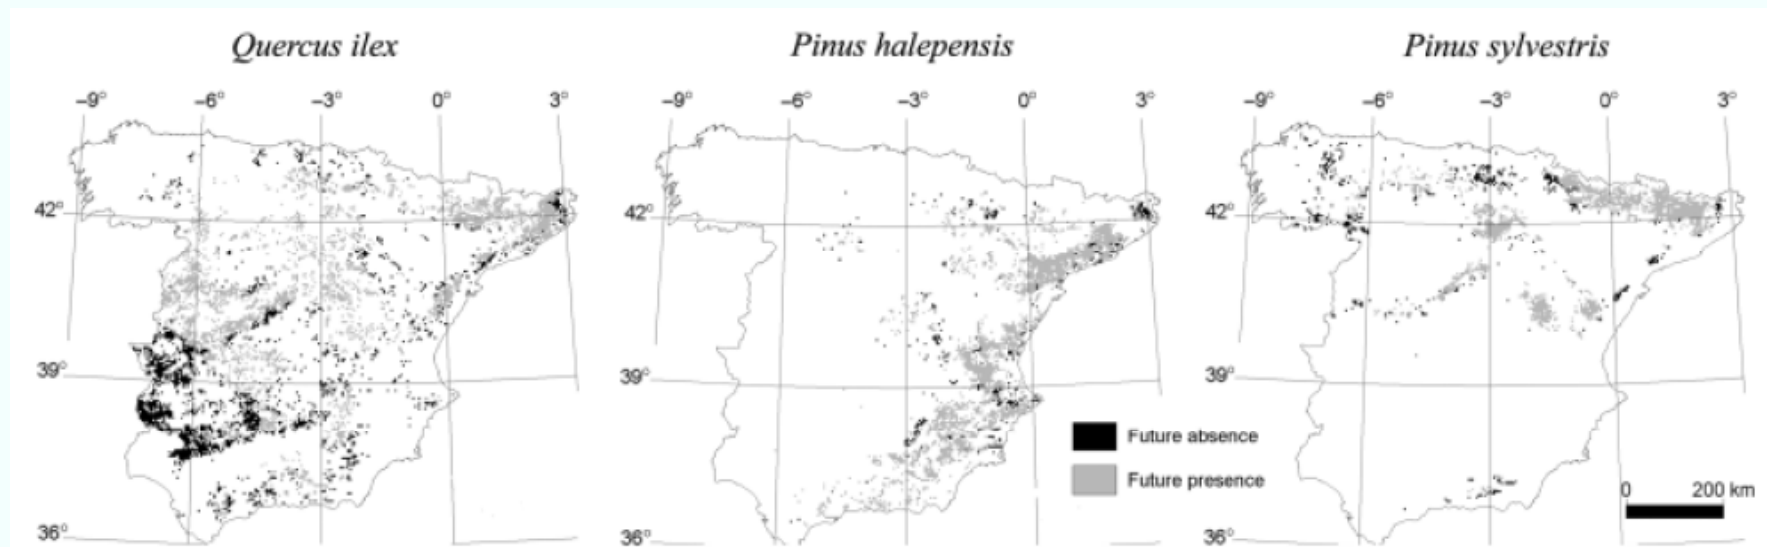 Quercus ilex
Pinus halepensis
Pinus sylvestris
–9° –6° –3° 0° 3°
–9° –6° –3° 0° 3°
–9° –6° –3° 0° 3°
42°
42°
42°
39°
39°
39°
Future absence
Future presence
0 200 km
36°
36°
36°